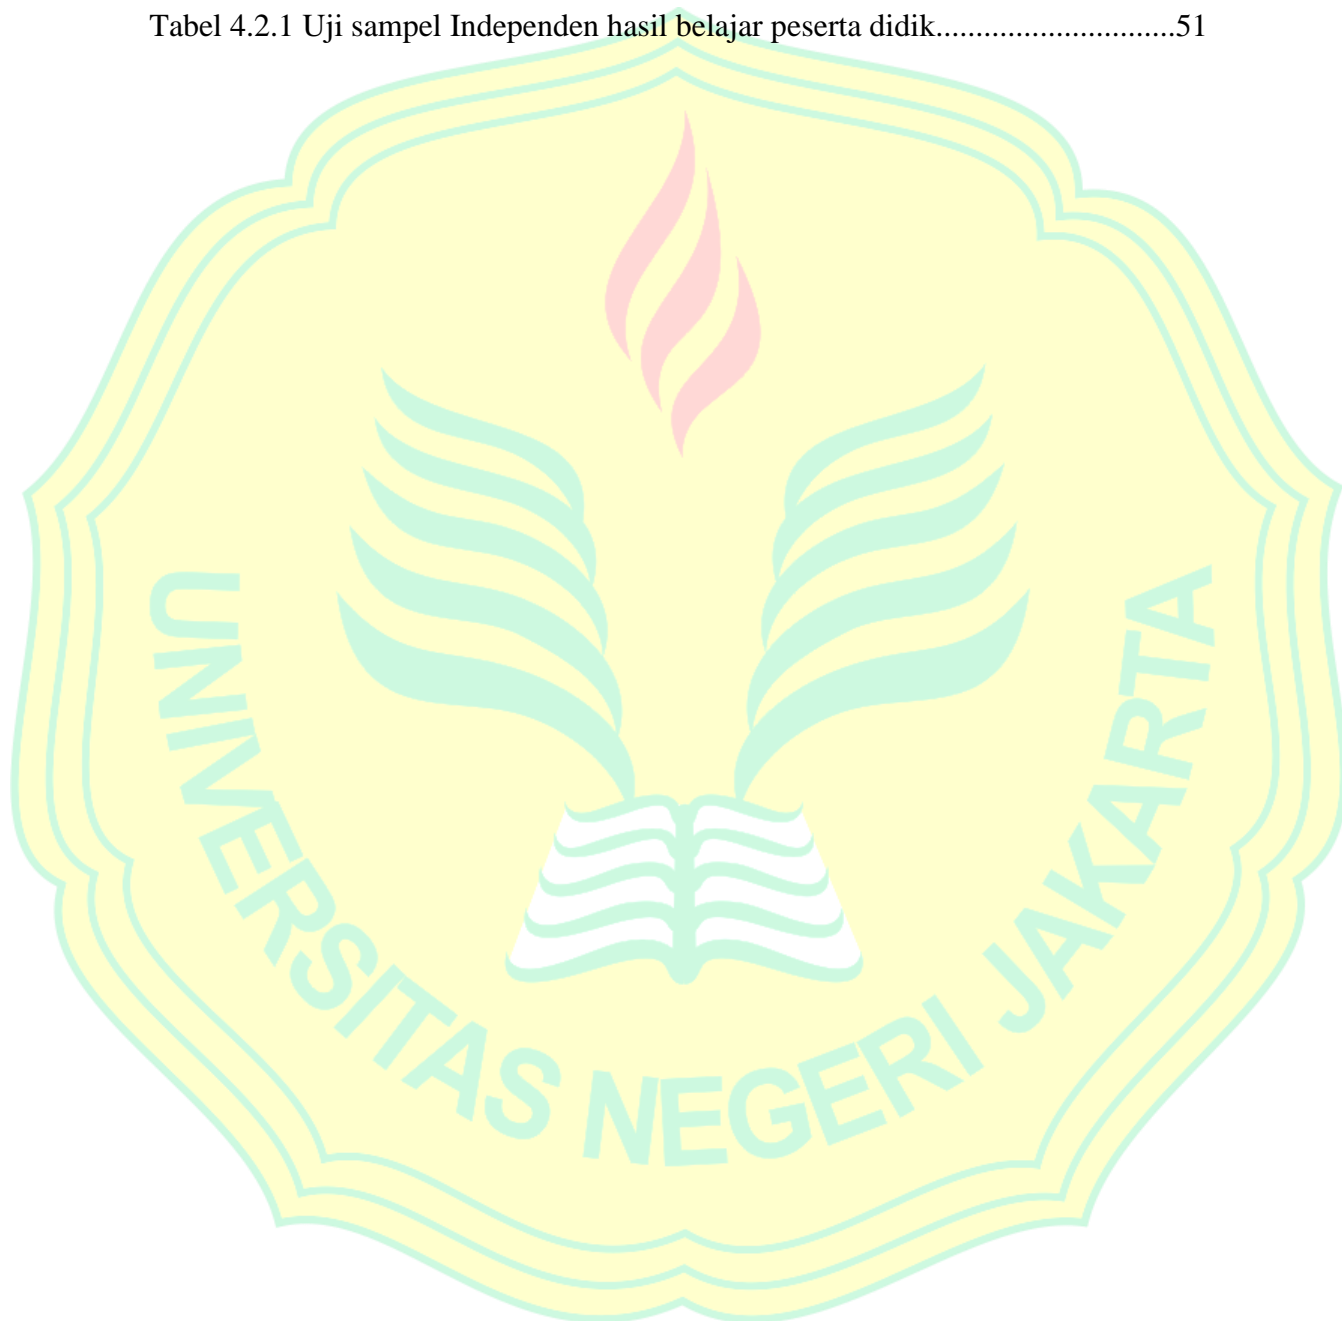 Tabel 4.2.1 Uji sampel Independen hasil belajar peserta didik..............................51
UNIVERSITAS NEGERI JAKARTA